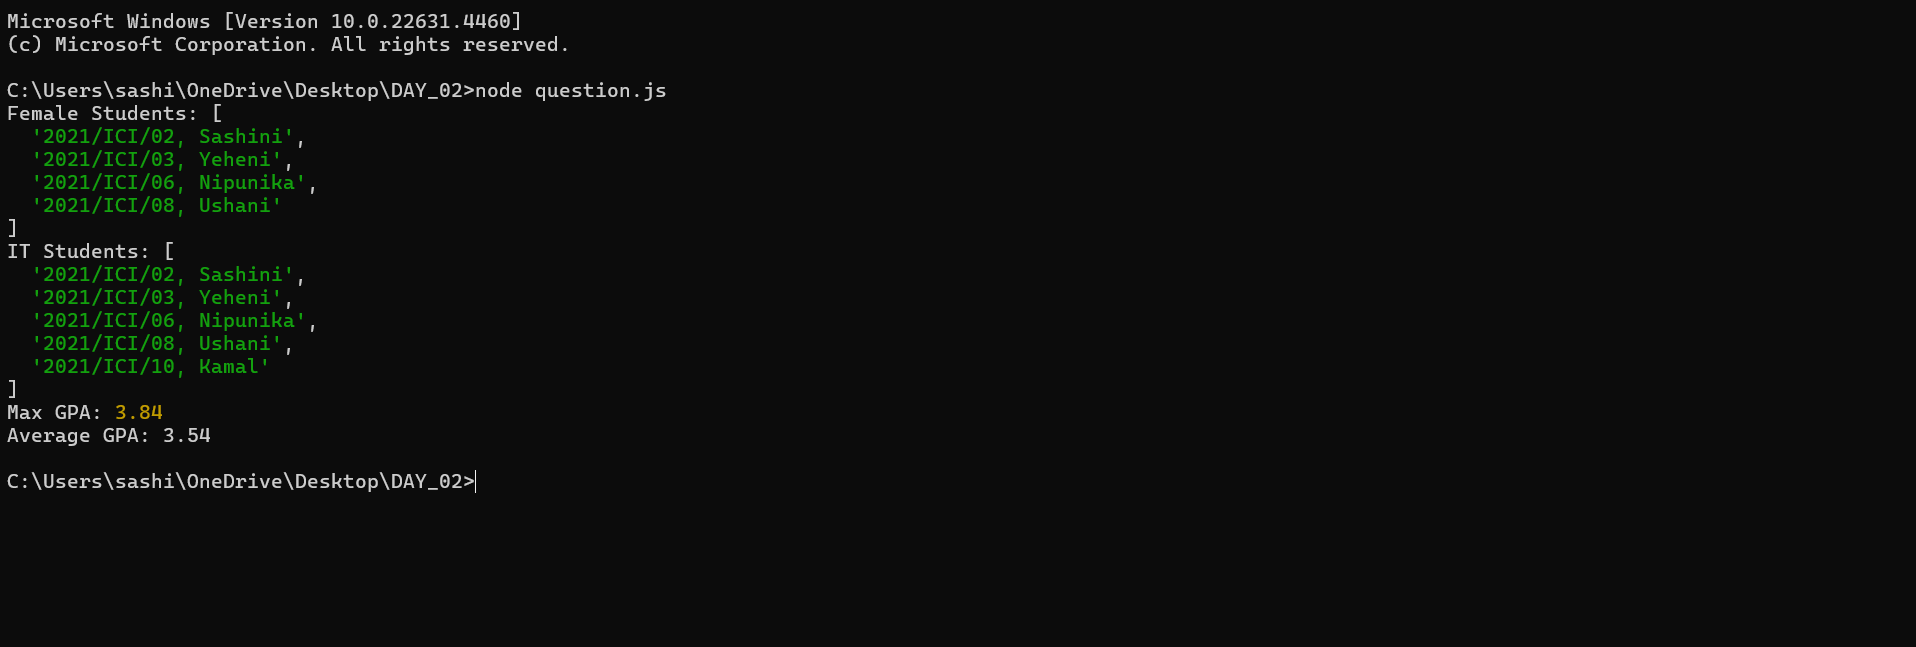 Microsoft Windows [Version 10.0.22631.4460]
(c) Microsoft Corporation. All rights reserved.

C:\Users\sashi\OneDrive\Desktop\DAY_02>node question.js
Female Students: [
  '2021/ICI/02, Sashini',
  '2021/ICI/03, Yeheni',
  '2021/ICI/06, Nipunika',
  '2021/ICI/08, Ushani'
]
IT Students: [
  '2021/ICI/02, Sashini',
  '2021/ICI/03, Yeheni',
  '2021/ICI/06, Nipunika',
  '2021/ICI/08, Ushani',
  '2021/ICI/10, Kamal'
]
Max GPA: 3.84
Average GPA: 3.54

C:\Users\sashi\OneDrive\Desktop\DAY_02>